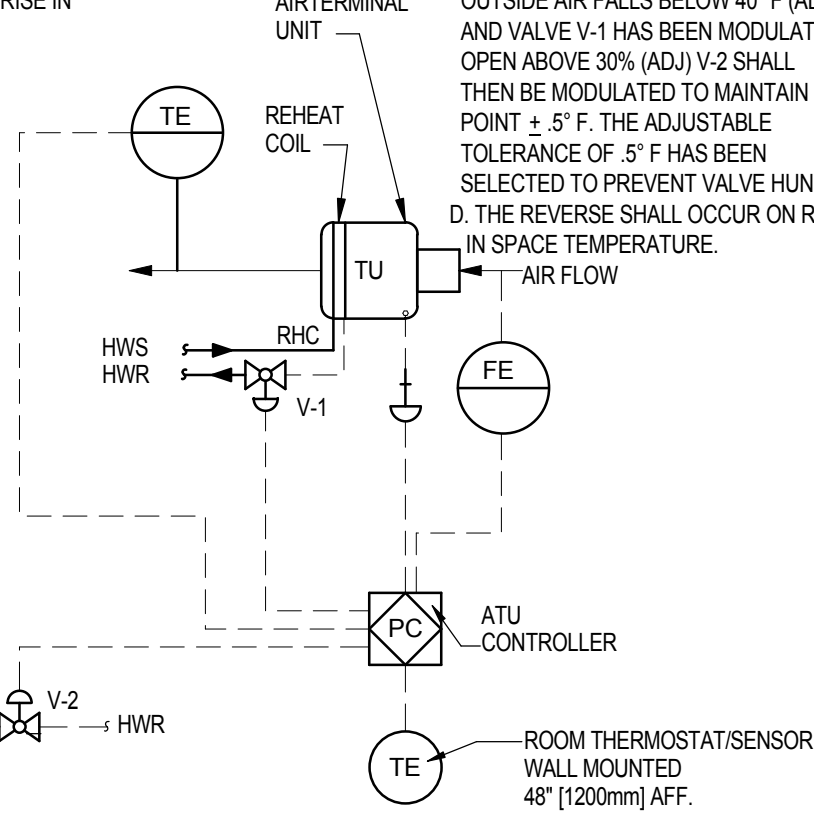 RISE IN
AIRTERMINAL
UNIT
OUTSIDE AIR FALLS BELOW 40° F
AND VALVE V-1 HAS BEEN
OPEN ABOVE 30% (ADJ) V-2 SHALL
THEN BE MODULATED TO MAINTAIN
POINT ± .5° F. THE ADJUSTABLE
TOLERANCE OF .5° F HAS BEEN
SELECTED TO PREVENT VALVE
D. THE REVERSE SHALL OCCUR ON
IN SPACE TEMPERATURE.
TE
REHEAT
COIL
TU
AIR FLOW
HWS
RHC
HWR
V-1
FE
PC
ATU
CONTROLLER
V-2
HWR
TE
ROOM THERMOSTAT/SENSOR
WALL MOUNTED
48" [1200mm] AFF.